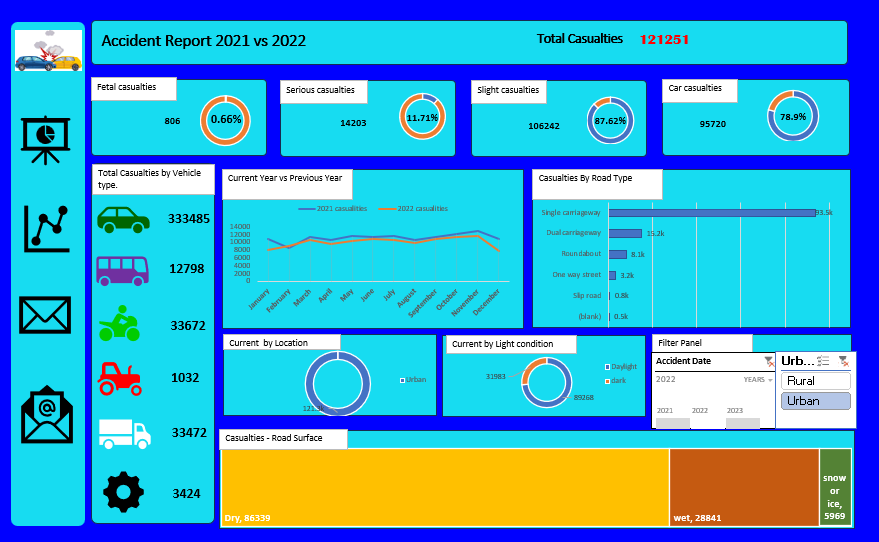 Accident Report 2021 vs 2022
Total Casualties 121251
Fetal casualties
806
0.66%
Serious casualties
14203
11.71%
Slight casualties
106242
87.62%
Car casualties
95720
78.9%
Total Casualties by Vehicle
type.
333485
12798
33672
1032
33472
3424
Current Year vs Previous Year
2021 casualities
2022 casualities
14000
12000
10000
8000
6000
4000
2000
0
January
February
March
April
May
June
July
August
September
October
November
December
Casualties By Road Type
Single carriageway 93.5k
Dual carriageway 15.2k
Roundabout 8.1k
One way street 3.2k
Slip road 0.8k
(blank) 0.5k
Current by Location
Urban
Current by Light condition
31983
89268
Daylight
dark
Filter Panel
Accident Date
2022 YEARS
2021 2022 2023
Urb...
Rural
Urban
Casualties - Road Surface
Dry, 86339
wet, 28841
snow
or
ice,
5969